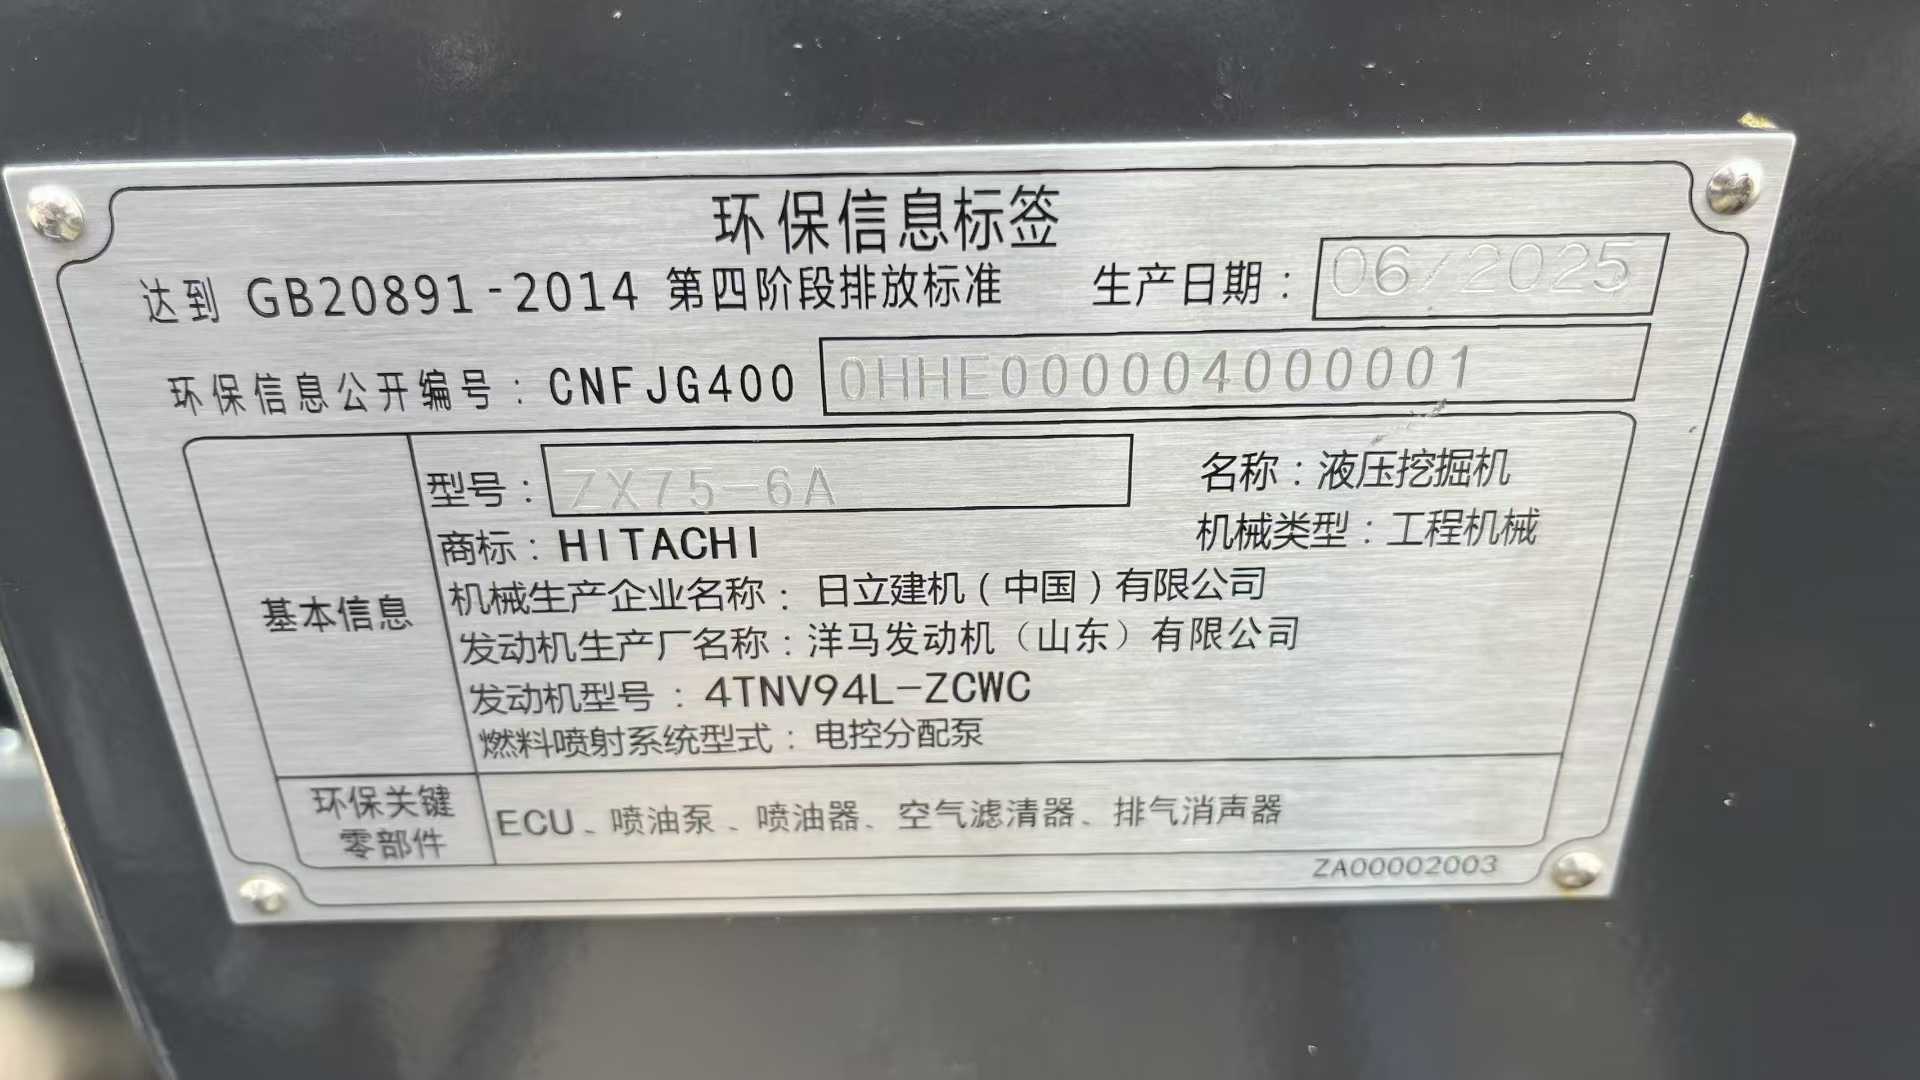 环保信息标签
达到 GB20891-2014 第四阶段排放标准 生产日期：06/2025
环保信息公开编号：CNFJG400 0HHE000004000001
基本信息
型号：ZX75-6A 名称：液压挖掘机
商标：HITACHI 机械类型：工程机械
机械生产企业名称：日立建机（中国）有限公司
发动机生产厂名称：洋马发动机（山东）有限公司
发动机型号：4TNV94L-ZCWC
燃料喷射系统型式：电控分配泵
环保关键
零部件
ECU、喷油泵、喷油器、空气滤清器、排气消声器
ZA00002003